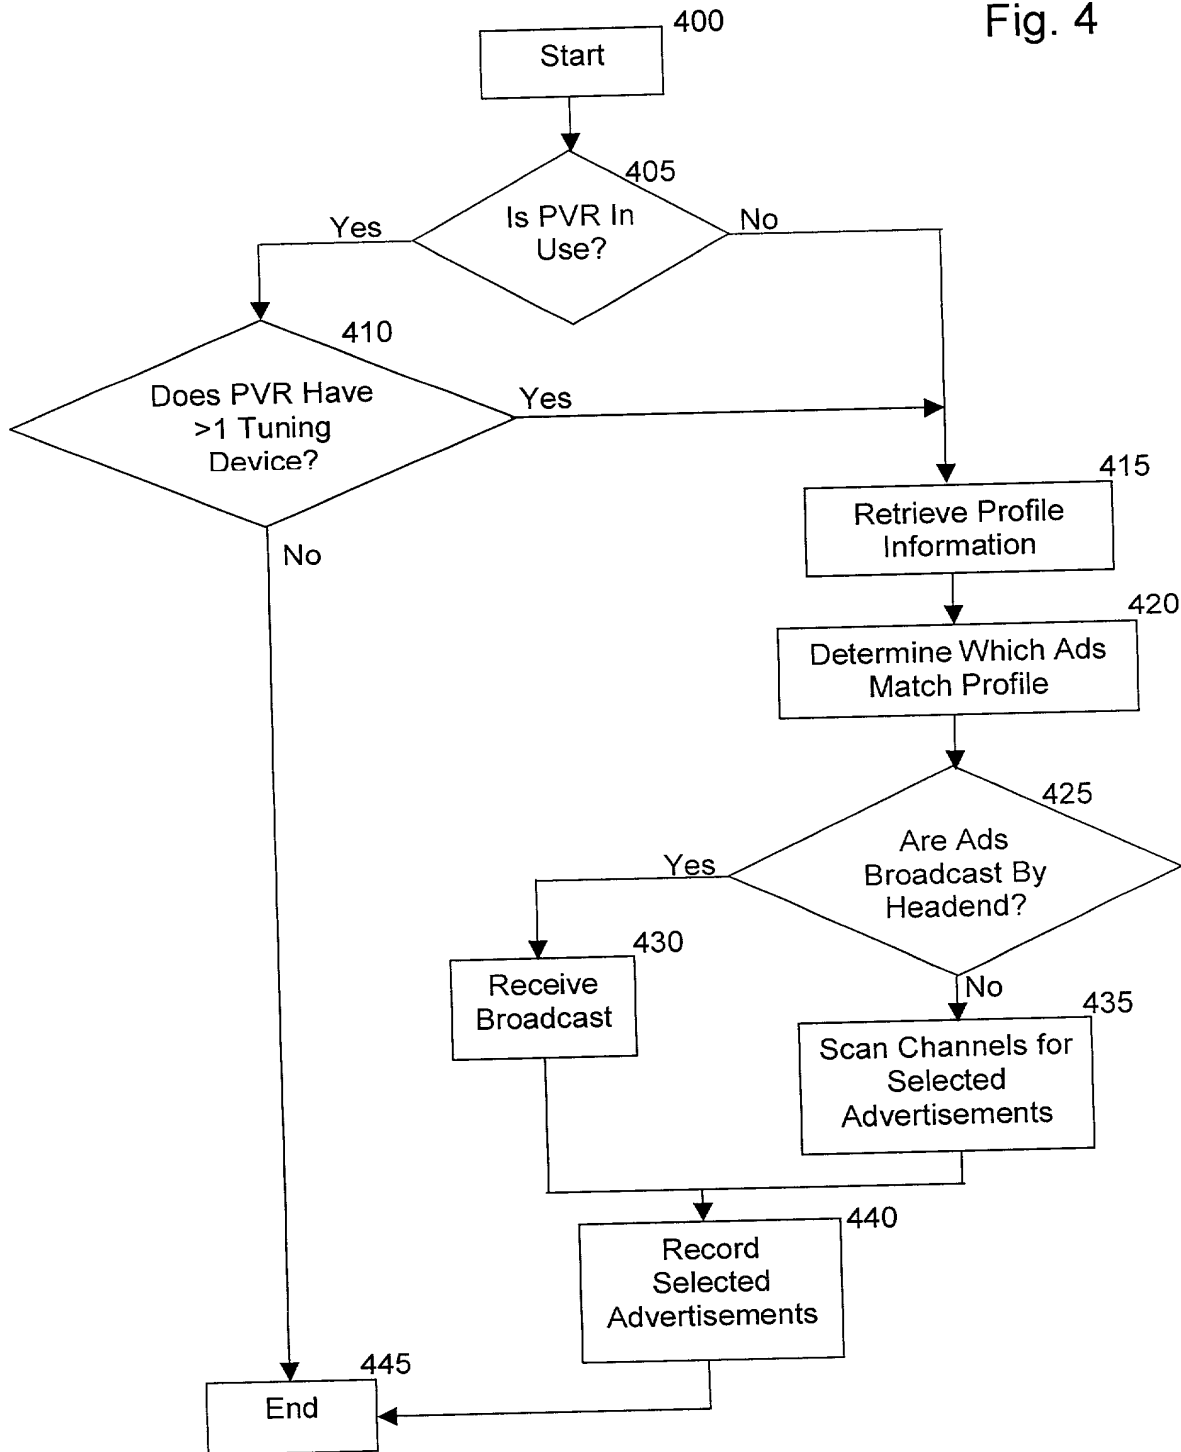 Fig. 4
400
Start
405
Is PVR In
Use?
Yes
No
410
Does PVR Have
>1 Tuning
Device?
Yes
No
415
Retrieve Profile
Information
420
Determine Which Ads
Match Profile
425
Are Ads
Broadcast By
Headend?
Yes
No
430
Receive
Broadcast
435
Scan Channels for
Selected
Advertisements
440
Record
Selected
Advertisements
445
End